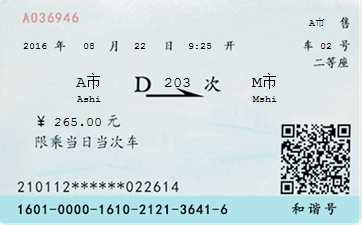 A036946 A市 售
2016 年 08 月 22 日 9:25 开 车 02 号
二等座
A市 D 203 次 M市
Ashi Mshi
¥ 265.00 元
限乘当日当次车
210112******022614
1601-0000-1610-2121-3641-6 和谐号